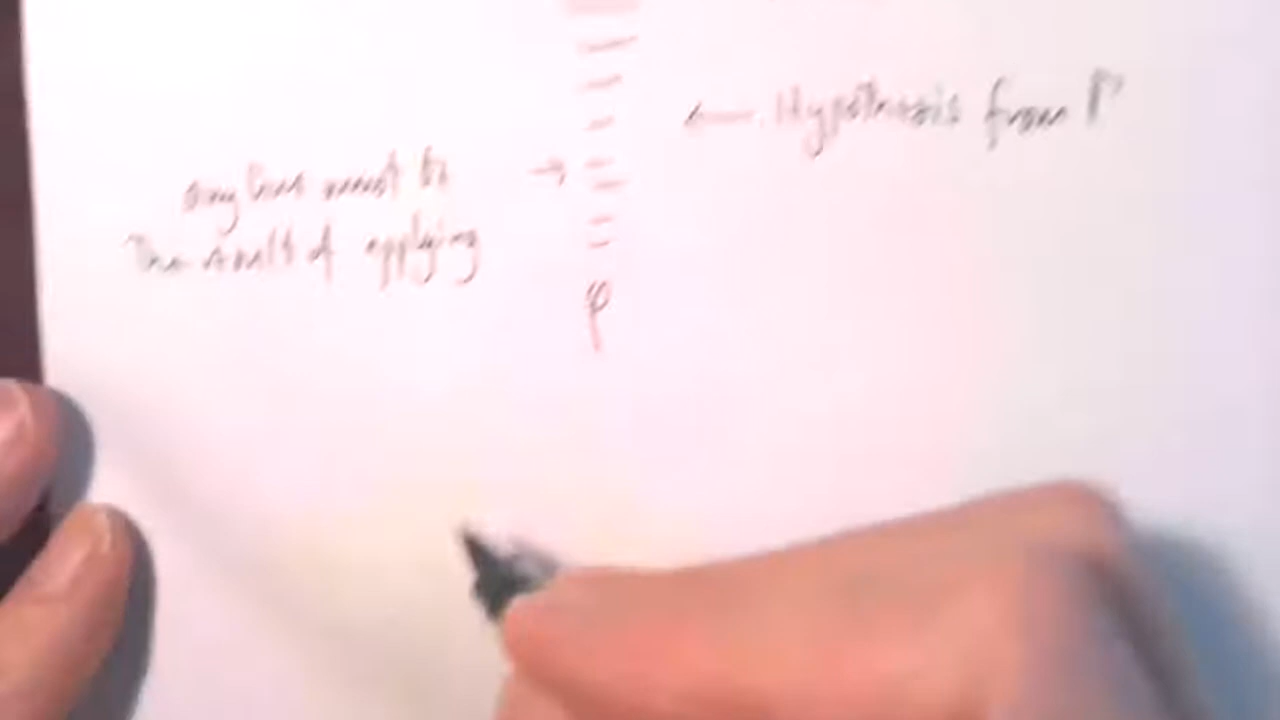 ← Hypothesis from Γ
any line must be →
The result of applying
φ